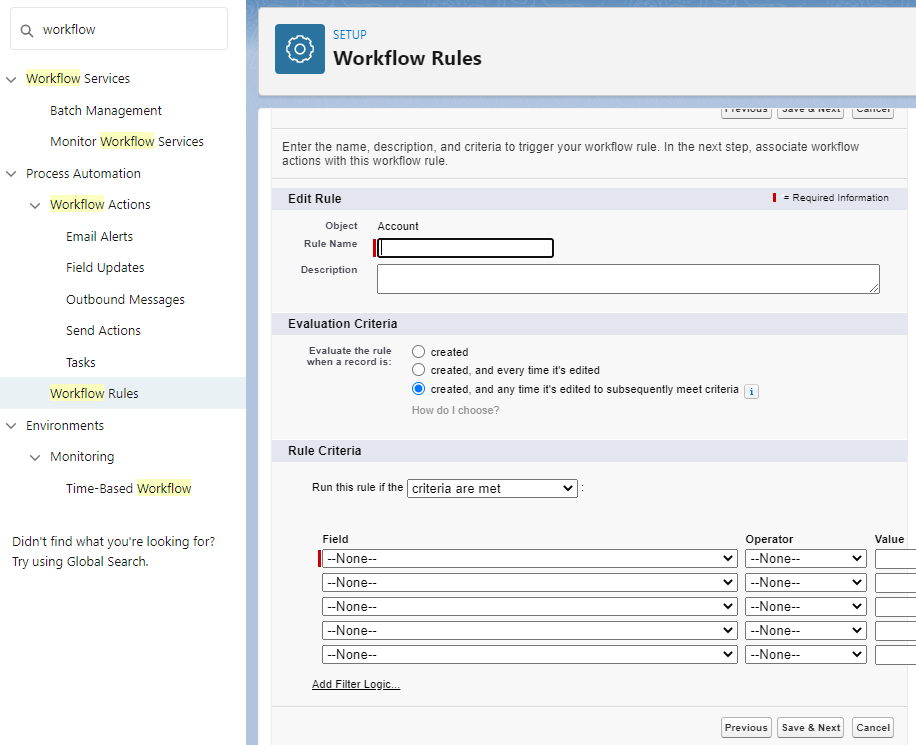 workflow
Workflow Services
Batch Management
Monitor Workflow Services
Process Automation
Workflow Actions
Email Alerts
Field Updates
Outbound Messages
Send Actions
Tasks
Workflow Rules
Environments
Monitoring
Time-Based Workflow
Didn't find what you're looking for?
Try using Global Search.
SETUP
Workflow Rules
Previous Save & Next Cancel
Enter the name, description, and criteria to trigger your workflow rule. In the next step, associate workflow
actions with this workflow rule.
Edit Rule = Required Information
Object Account
Rule Name
Description
Evaluation Criteria
Evaluate the rule
when a record is:
created
created, and every time it's edited
created, and any time it's edited to subsequently meet criteria i
How do I choose?
Rule Criteria
Run this rule if the criteria are met :
Field Operator Value
--None-- --None--
--None-- --None--
--None-- --None--
--None-- --None--
--None-- --None--
Add Filter Logic...
Previous Save & Next Cancel